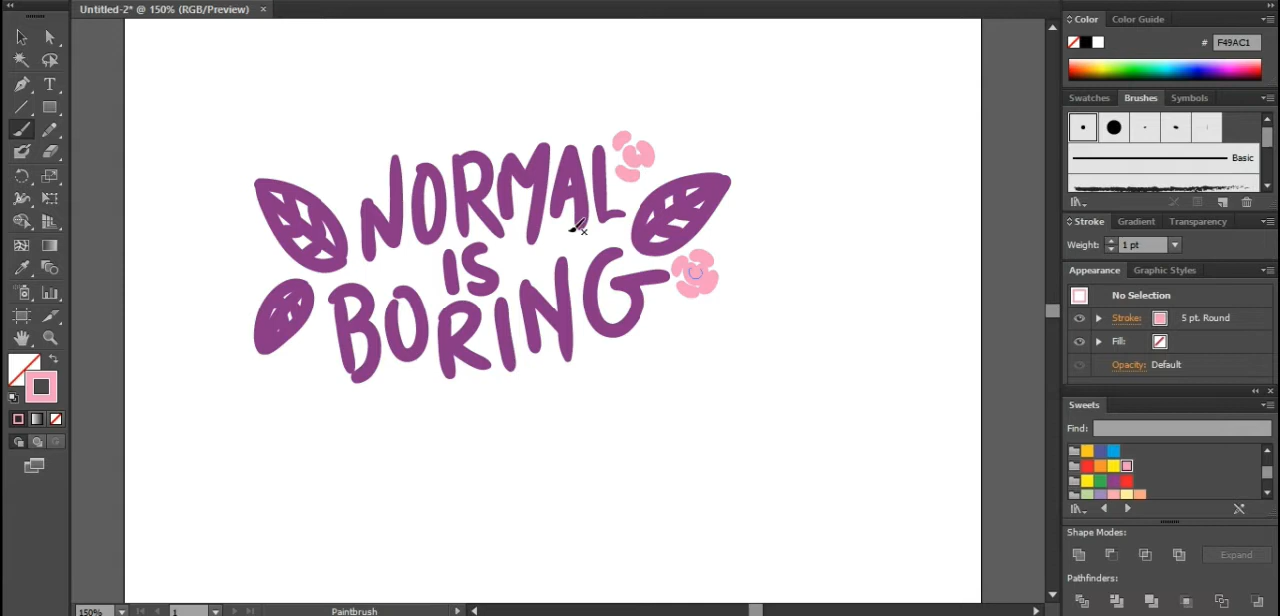 Untitled-2* @ 150% (RGB/Preview) ×
NORMAL
IS
BORING
150%
1
Paintbrush
Color
Color Guide
# F49AC1
Swatches
Brushes
Symbols
Basic
Stroke
Gradient
Transparency
Weight:
1 pt
Appearance
Graphic Styles
No Selection
Stroke:
5 pt. Round
Fill:
Opacity:
Default
Sweets
Find:
Shape Modes:
Expand
Pathfinders: